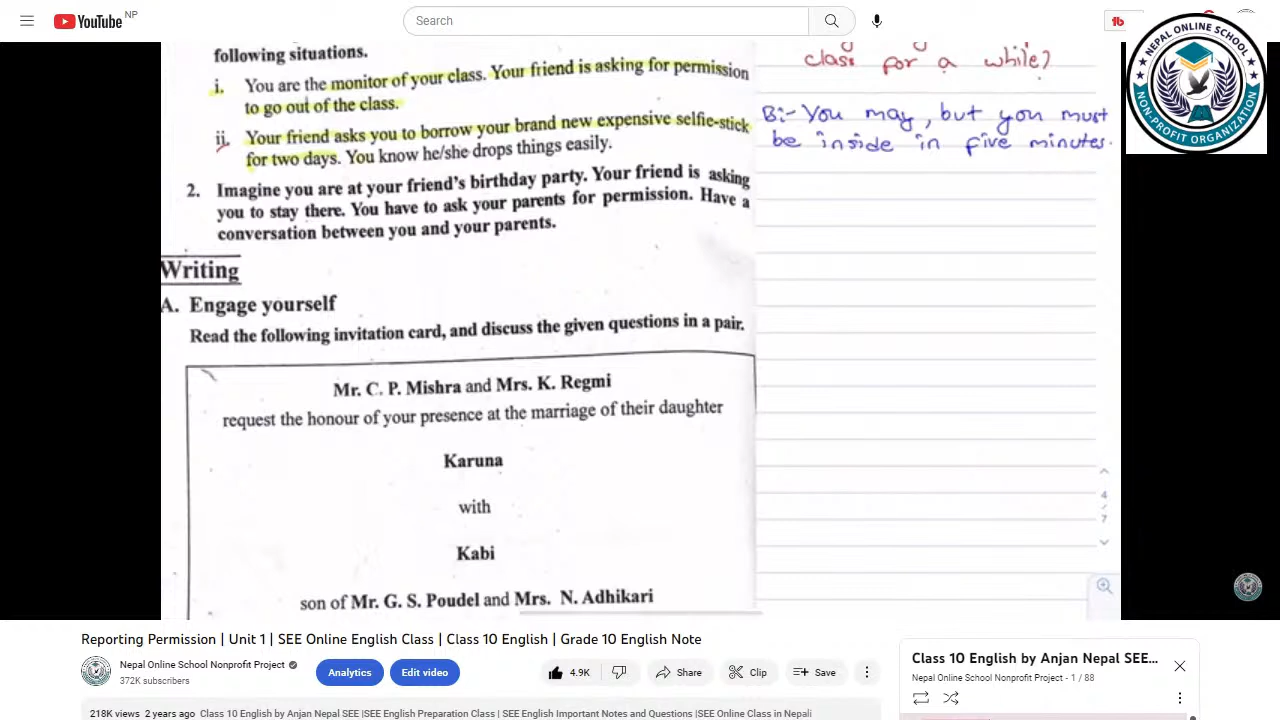 YouTube NP
Search
NEPAL ONLINE SCHOOL
NON-PROFIT ORGANIZATION
following situations.
i. You are the monitor of your class. Your friend is asking for permission
to go out of the class.
ii. Your friend asks you to borrow your brand new expensive selfie-stick
for two days. You know he/she drops things easily.
2. Imagine you are at your friend's birthday party. Your friend is asking
you to stay there. You have to ask your parents for permission. Have a
conversation between you and your parents.
Writing
A. Engage yourself
Read the following invitation card, and discuss the given questions in a pair.
Mr. C. P. Mishra and Mrs. K. Regmi
request the honour of your presence at the marriage of their daughter
Karuna
with
Kabi
son of Mr. G. S. Poudel and Mrs. N. Adhikari
class for a while?
B:- You may, but you must
be inside in five minutes.
4
/
7
Reporting Permission | Unit 1 | SEE Online English Class | Class 10 English | Grade 10 English Note
Nepal Online School Nonprofit Project
372K subscribers
Analytics
Edit video
4.9K
Share
Clip
Save
218K views 2 years ago Class 10 English by Anjan Nepal SEE |SEE English Preparation Class | SEE English Important Notes and Questions |SEE Online Class in Nepali
Class 10 English by Anjan Nepal SEE...
Nepal Online School Nonprofit Project - 1 / 88